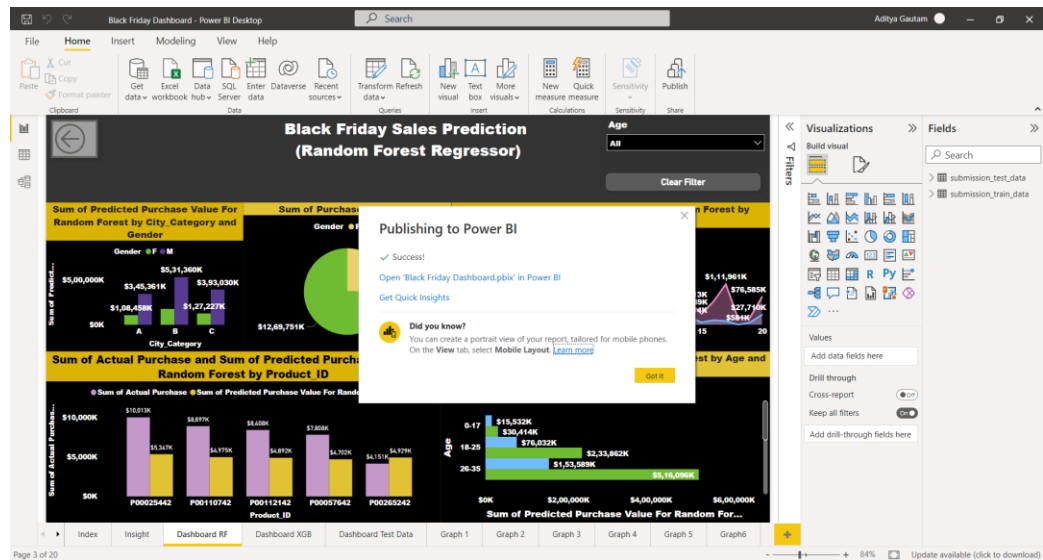 Black Friday Dashboard - Power BI Desktop
Search
Aditya Gautam
File Home Insert Modeling View Help
Paste
Cut
Copy
Format painter
Clipboard
Get data
Excel workbook
Data hub
SQL Server
Enter data
Dataverse
Recent sources
Data
Transform data
Refresh
Queries
New visual
Text box
More visuals
Insert
New measure
Quick measure
Calculations
Sensitivity
Sensitivity
Publish
Share
Black Friday Sales Prediction
(Random Forest Regressor)
Age
All
Clear Filter
Sum of Predicted Purchase Value For
Random Forest by City_Category and
Gender
Gender F M
$5,00,000K
$0K
$1,08,458K
$3,45,361K
$5,31,360K
$1,27,227K
$3,93,030K
A B C
City_Category
Sum of Purchase
Gender
$12,69,751K
Forest by
$1,11,961K
$76,585K
$27,710K
$581K
15 20
Publishing to Power BI
Success!
Open 'Black Friday Dashboard.pbix' in Power BI
Get Quick Insights
Did you know?
You can create a portrait view of your report, tailored for mobile phones.
On the View tab, select Mobile Layout. Learn more
Got it
Sum of Actual Purchase and Sum of Predicted Purcha
Random Forest by Product_ID
Sum of Actual Purchase Sum of Predicted Purchase Value For Rando
Sum of Actual Purchas...
$10,000K
$5,000K
$0K
$10,013K
$5,347K
$8,897K
$4,975K
$8,408K
$4,892K
$7,808K
$4,702K
$4,151K
$4,929K
P00025442 P00110742 P00112142 P00057642 P00265242
Product_ID
est by Age and
Age
0-17
18-25
26-35
$15,532K
$30,414K
$76,032K
$2,33,862K
$1,53,589K
$5,16,096K
$0K $2,00,000K $4,00,000K $6,00,000K
Sum of Predicted Purchase Value For Random For...
Filters
Visualizations
Build visual
R Py
Values
Add data fields here
Drill through
Cross-report
Off
Keep all filters
On
Add drill-through fields here
Fields
Search
submission_test_data
submission_train_data
Index Insight Dashboard RF Dashboard XGB Dashboard Test Data Graph 1 Graph 2 Graph 3 Graph 4 Graph 5 Graph6
Page 3 of 20
84%
Update available (click to download)